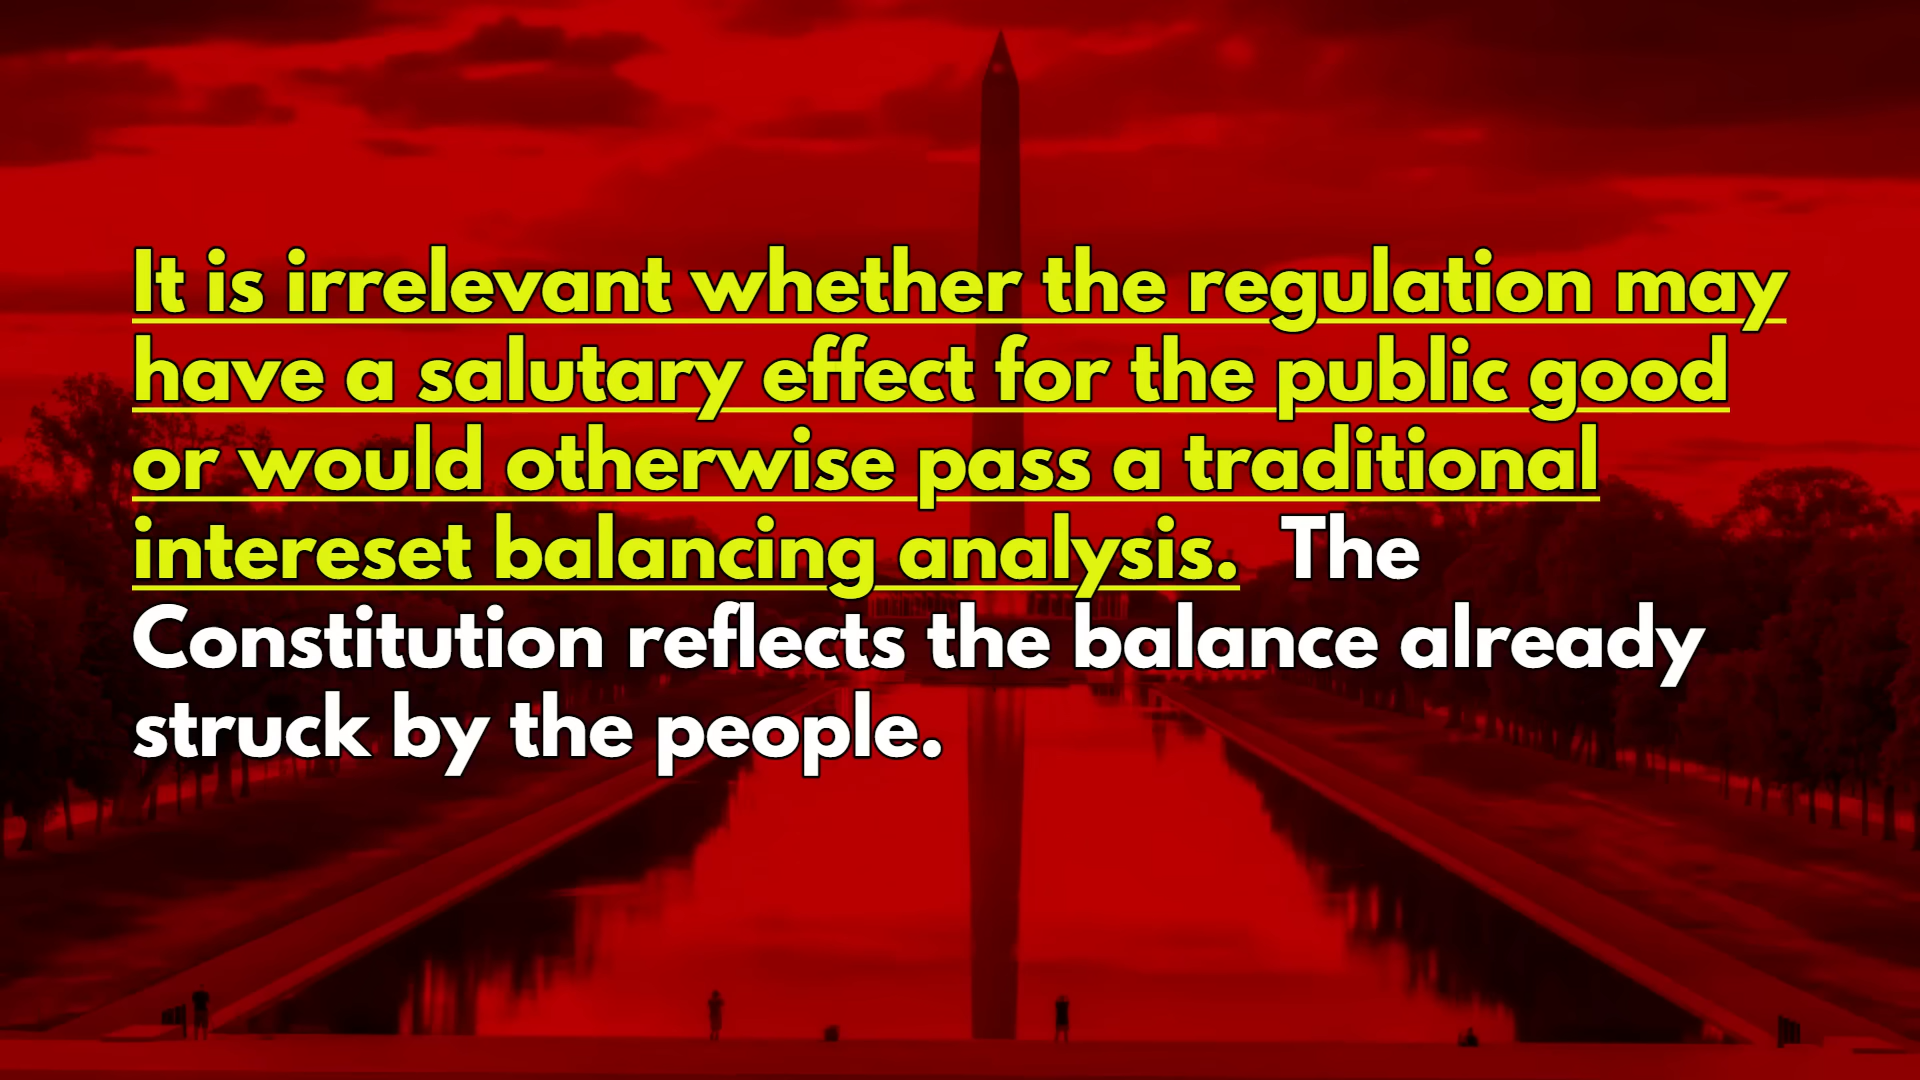 It is irrelevant whether the regulation may
have a salutary effect for the public good
or would otherwise pass a traditional
intereset balancing analysis.  The
Constitution reflects the balance already
struck by the people.